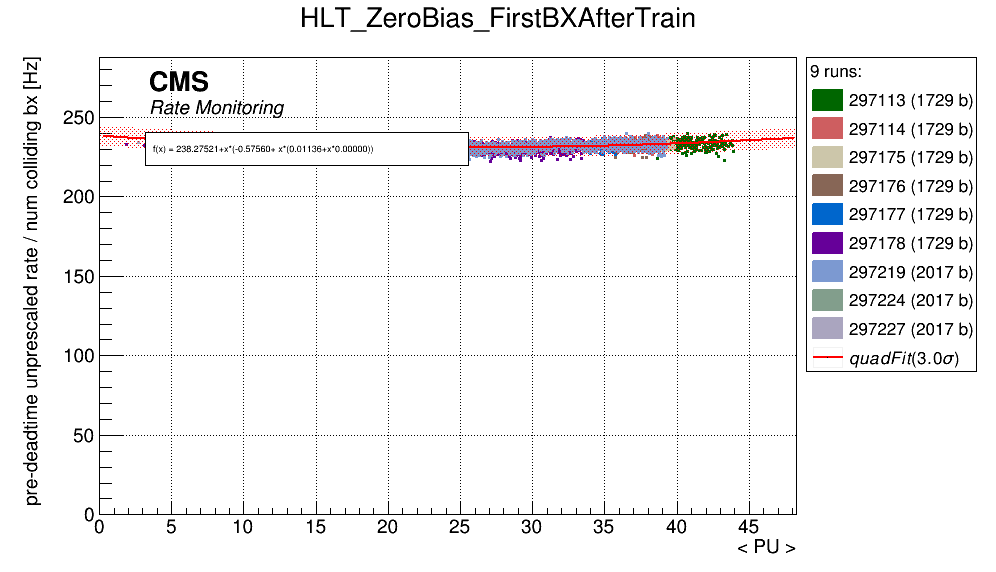 HLT_ZeroBias_FirstBXAfterTrain
pre-deadtime unprescaled rate / num colliding bx [Hz]
CMS
Rate Monitoring
f(x) = 238.27521+x*(-0.57560+ x*(0.01136+x*0.00000))
250
200
150
100
50
0
0 5 10 15 20 25 30 35 40 45
< PU >
9 runs:
297113 (1729 b)
297114 (1729 b)
297175 (1729 b)
297176 (1729 b)
297177 (1729 b)
297178 (1729 b)
297219 (2017 b)
297224 (2017 b)
297227 (2017 b)
quadFit(3.0σ)